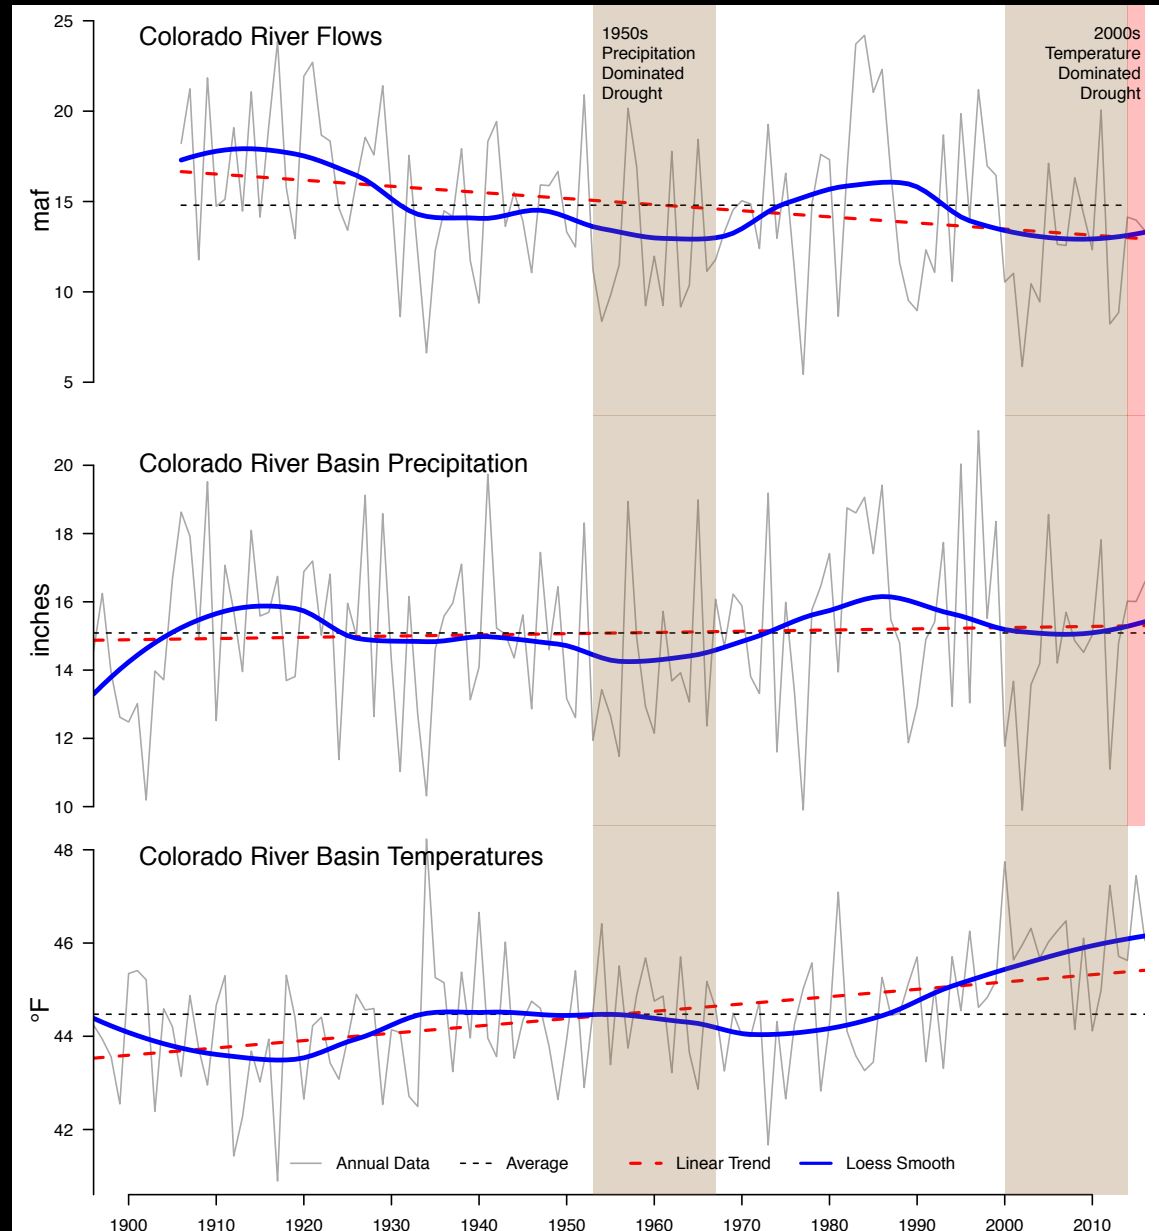 Colorado River Flows
1950s
Precipitation
Dominated
Drought
2000s
Temperature
Dominated
Drought
25
20
15
10
5
maf
Colorado River Basin Precipitation
20
18
16
14
12
10
inches
Colorado River Basin Temperatures
48
46
44
42
°F
Annual Data
Average
Linear Trend
Loess Smooth
1900 1910 1920 1930 1940 1950 1960 1970 1980 1990 2000 2010